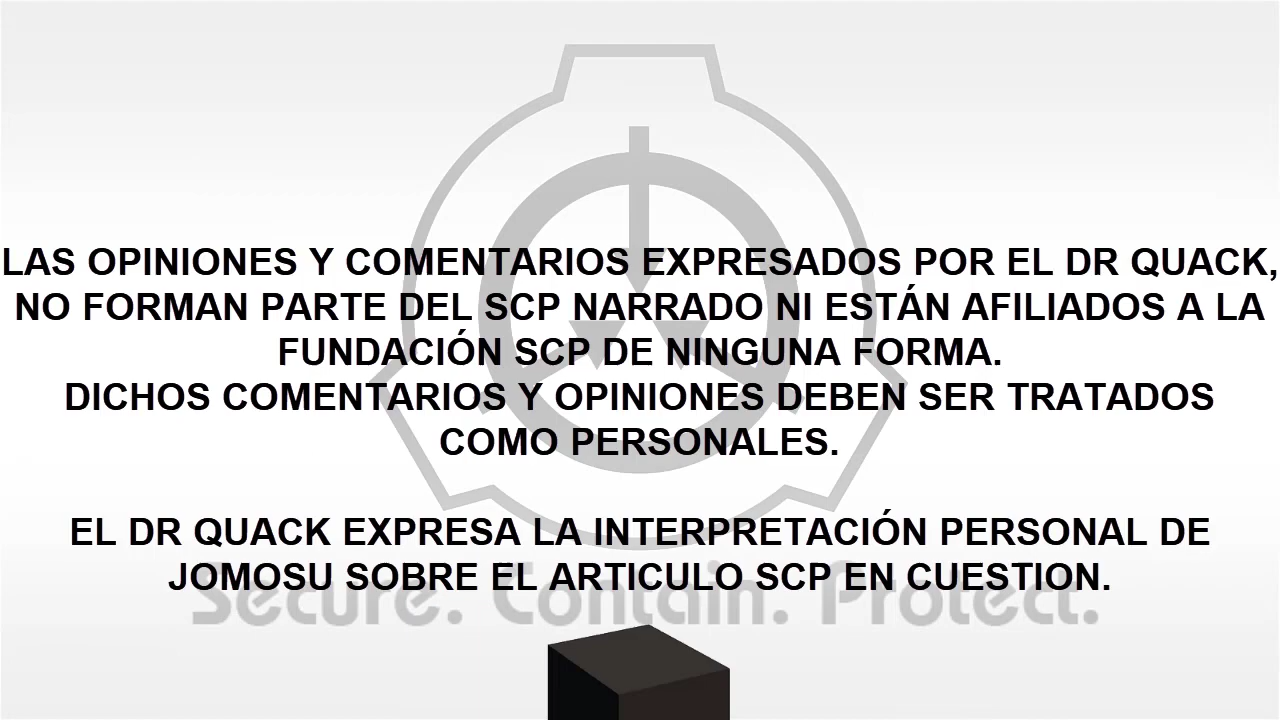 LAS OPINIONES Y COMENTARIOS EXPRESADOS POR EL DR QUACK,
NO FORMAN PARTE DEL SCP NARRADO NI ESTÁN AFILIADOS A LA
FUNDACIÓN SCP DE NINGUNA FORMA.
DICHOS COMENTARIOS Y OPINIONES DEBEN SER TRATADOS
COMO PERSONALES.
EL DR QUACK EXPRESA LA INTERPRETACIÓN PERSONAL DE
JOMOSU SOBRE EL ARTICULO SCP EN CUESTION.
Secure. Contain. Protect.